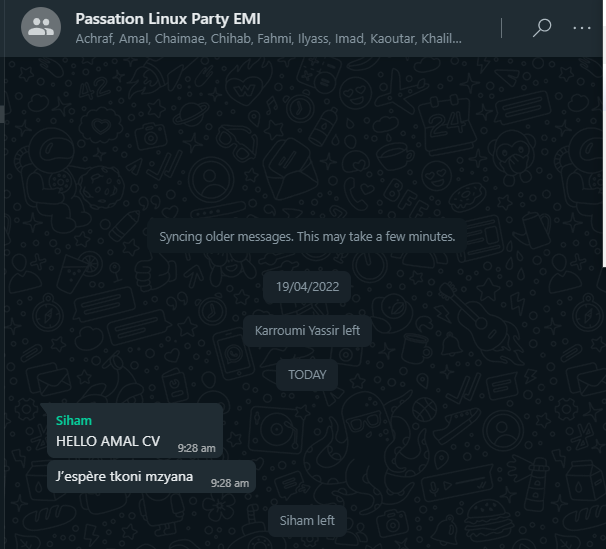 Passation Linux Party EMI
Achraf, Amal, Chaimae, Chihab, Fahmi, Ilyass, Imad, Kaoutar, Khalil...
Syncing older messages. This may take a few minutes.
19/04/2022
Karroumi Yassir left
TODAY
Siham
HELLO AMAL CV
9:28 am
J'espère tkoni mzyana
9:28 am
Siham left